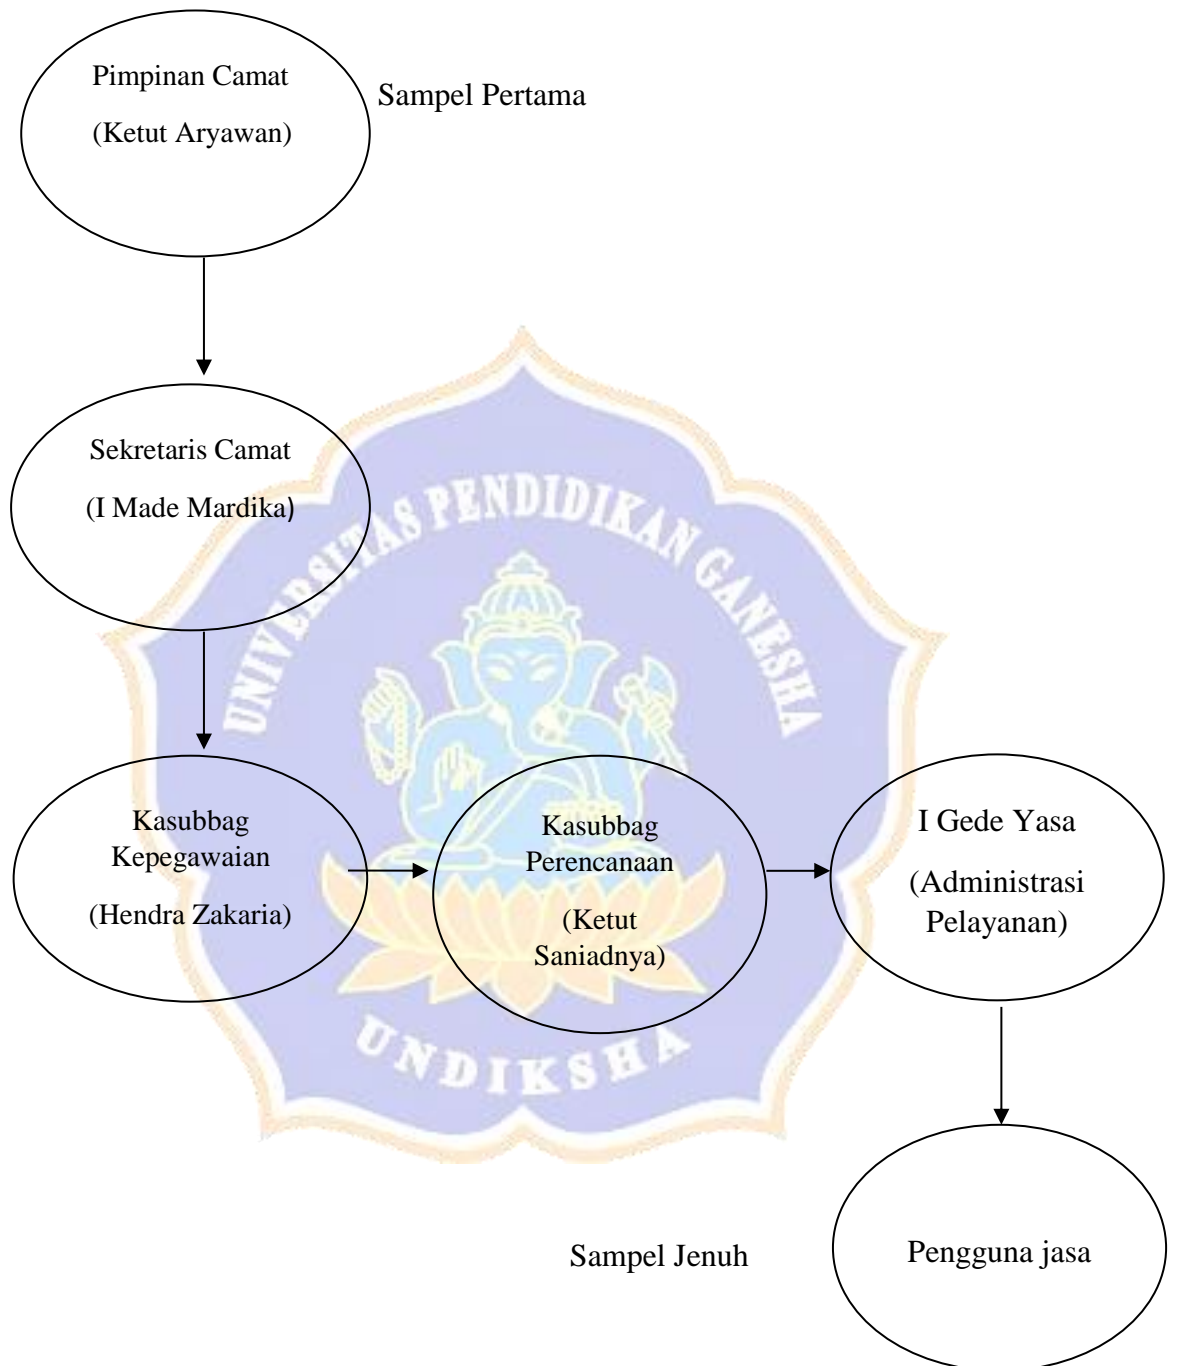 Pimpinan Camat
(Ketut Aryawan)
Sampel Pertama
Sekretaris Camat
(I Made Mardika)
UNIVERSITAS PENDIDIKAN GANESHA
Kasubbag
Kepegawaian
(Hendra Zakaria)
Kasubbag
Perencanaan
(Ketut
Saniadnya)
I Gede Yasa
(Administrasi
Pelayanan)
UNDIKSHA
Sampel Jenuh
Pengguna jasa